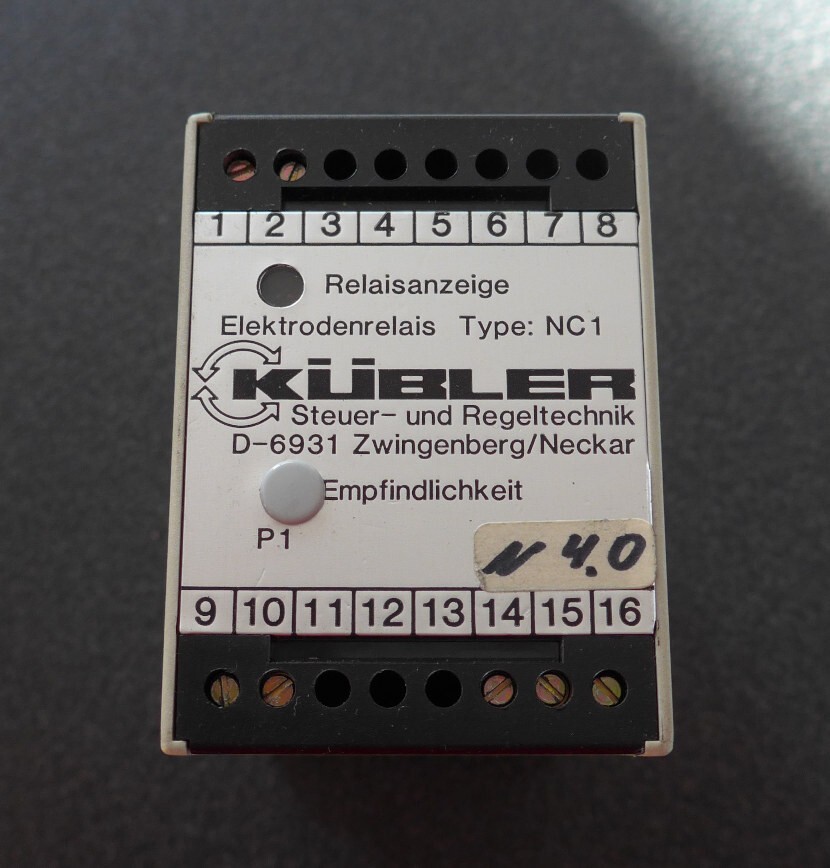 1 2 3 4 5 6 7 8
Relaisanzeige
Elektrodenrelais Type: NC1
KÜBLER
Steuer- und Regeltechnik
D-6931 Zwingenberg/Neckar
Empfindlichkeit
P1
N 4.0
9 10 11 12 13 14 15 16